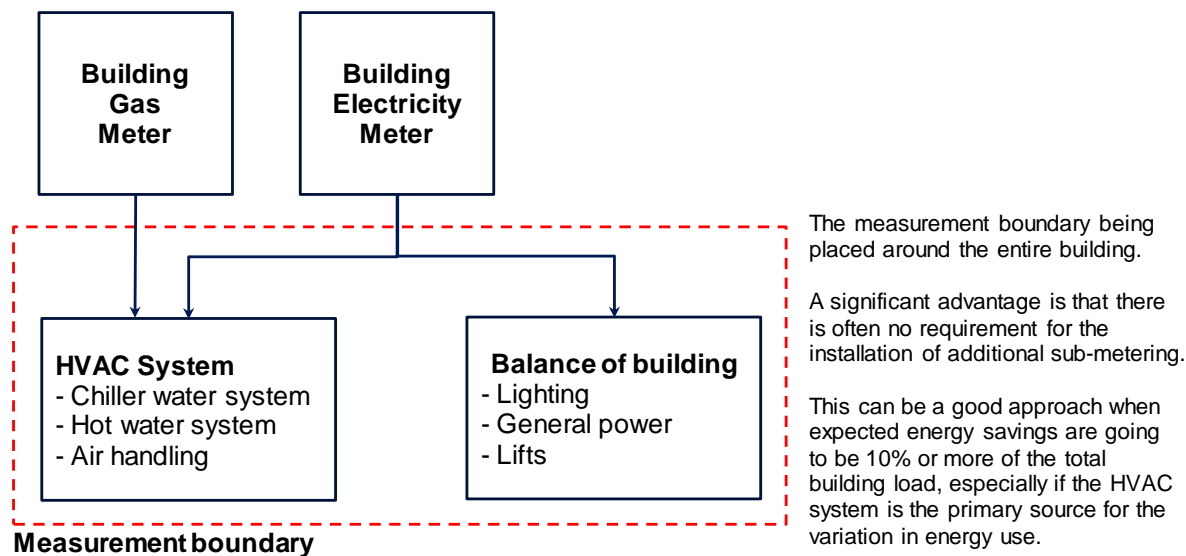 Building
Gas
Meter
Building
Electricity
Meter
HVAC System
- Chiller water system
- Hot water system
- Air handling
Balance of building
- Lighting
- General power
- Lifts
Measurement boundary
The measurement boundary being
placed around the entire building.
A significant advantage is that there
is often no requirement for the
installation of additional sub-metering.
This can be a good approach when
expected energy savings are going
to be 10% or more of the total
building load, especially if the HVAC
system is the primary source for the
variation in energy use.